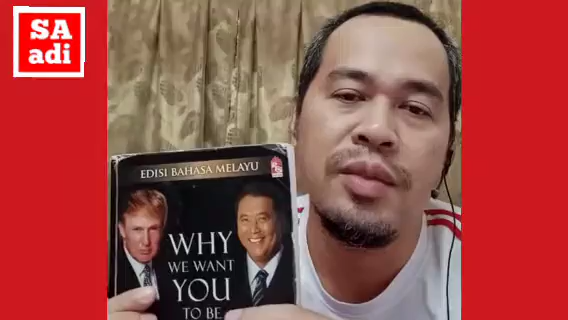 SA
adi
EDISI BAHASA MELAYU
WHY
WE WANT
YOU
TO BE